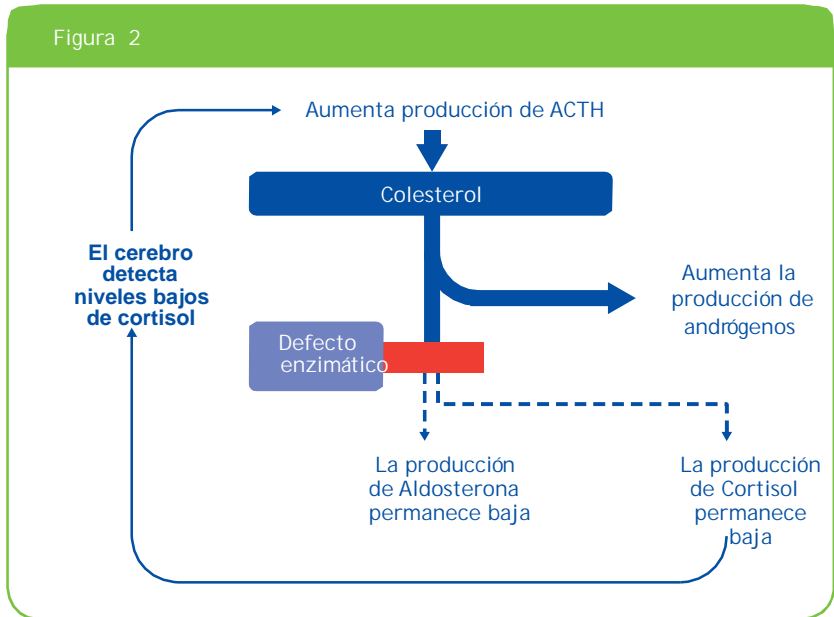 Figura 2
Aumenta producción de ACTH
Colesterol
El cerebro
detecta
niveles bajos
de cortisol
Aumenta la
producción de
andrógenos
Defecto
enzimático
La producción
de Aldosterona
permanece baja
La producción
de Cortisol
permanece
baja